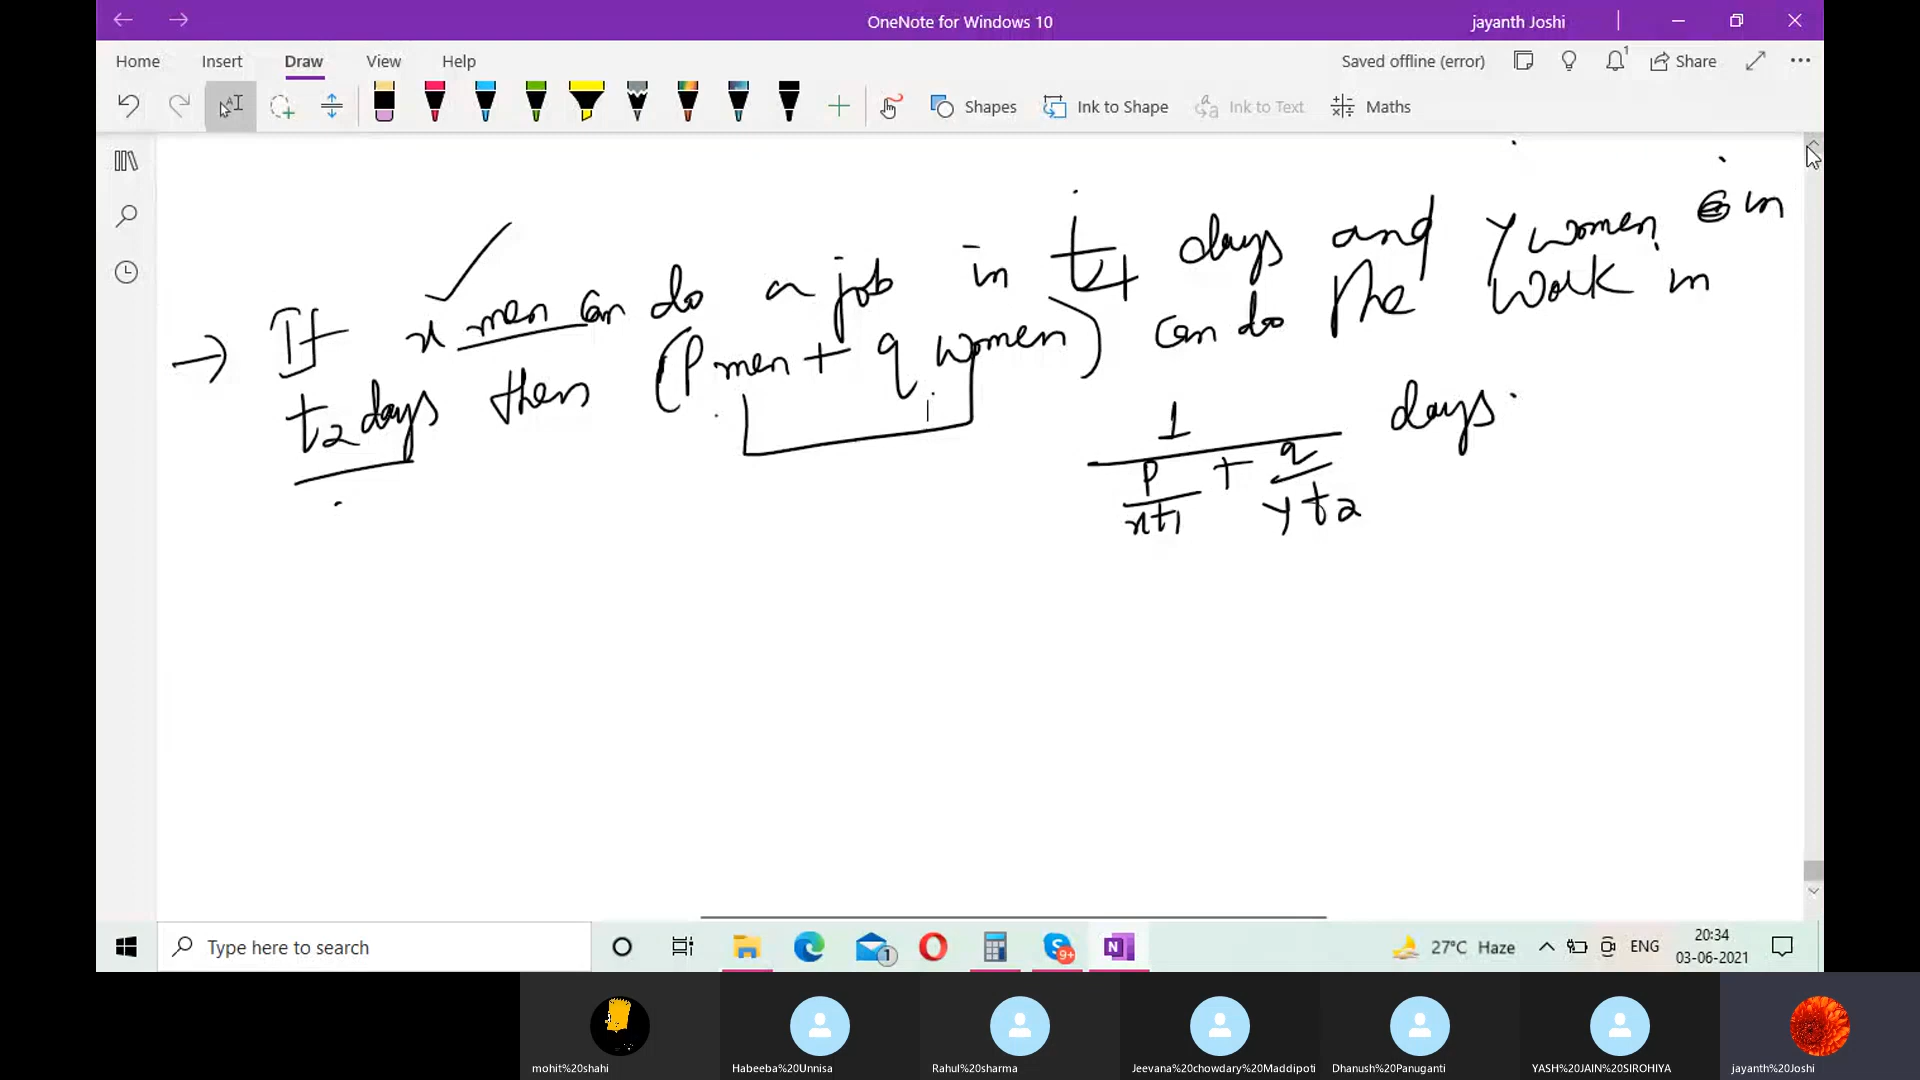 OneNote for Windows 10
jayanth Joshi
Home Insert Draw View Help
Saved offline (error)
Share
Shapes
Ink to Shape
Ink to Text
Maths
→ If x men can do a job in t1 days and y women in
t2 days then (p men + q women) can do the work in
1
p/xt1 + q/yt2 days.
Type here to search
1
9+
27°C Haze
ENG
20:34
03-06-2021
mohit%20shahi
Habeeba%20Unnisa
Rahul%20sharma
Jeevana%20chowdary%20Maddipoti
Dhanush%20Panuganti
YASH%20JAIN%20SIROHIYA
jayanth%20Joshi